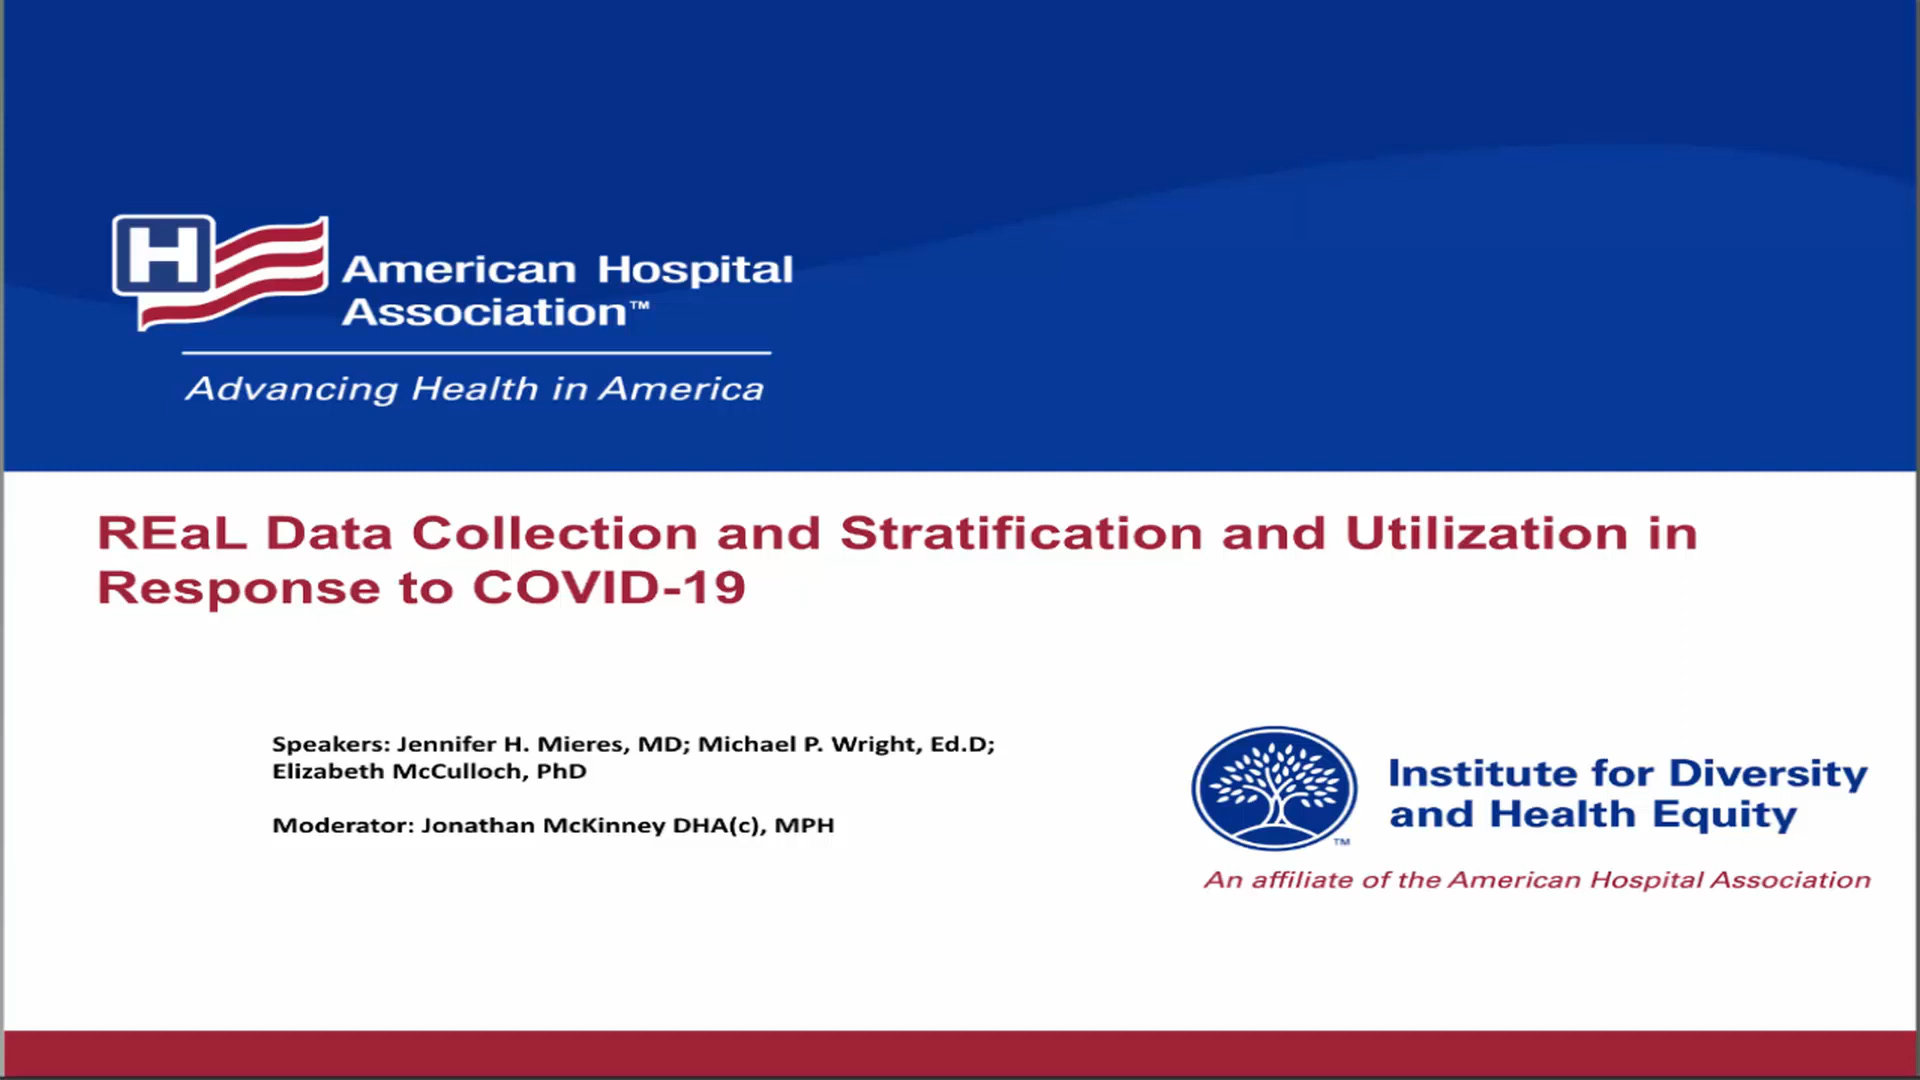 H
American Hospital
Association™
Advancing Health in America
REaL Data Collection and Stratification and Utilization in
Response to COVID-19
Speakers: Jennifer H. Mieres, MD; Michael P. Wright, Ed.D;
Elizabeth McCulloch, PhD
Moderator: Jonathan McKinney DHA(c), MPH
Institute for Diversity
and Health Equity
™
An affiliate of the American Hospital Association